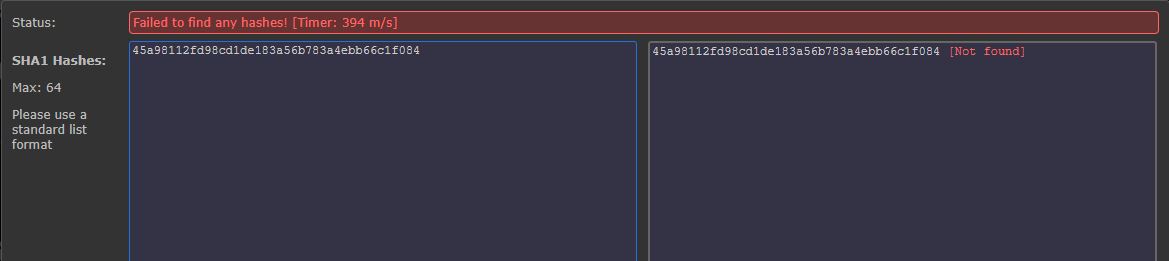 Status:
Failed to find any hashes! [Timer: 394 m/s]
SHA1 Hashes:
Max: 64
Please use a
standard list
format
45a98112fd98cd1de183a56b783a4ebb66c1f084
45a98112fd98cd1de183a56b783a4ebb66c1f084 [Not found]